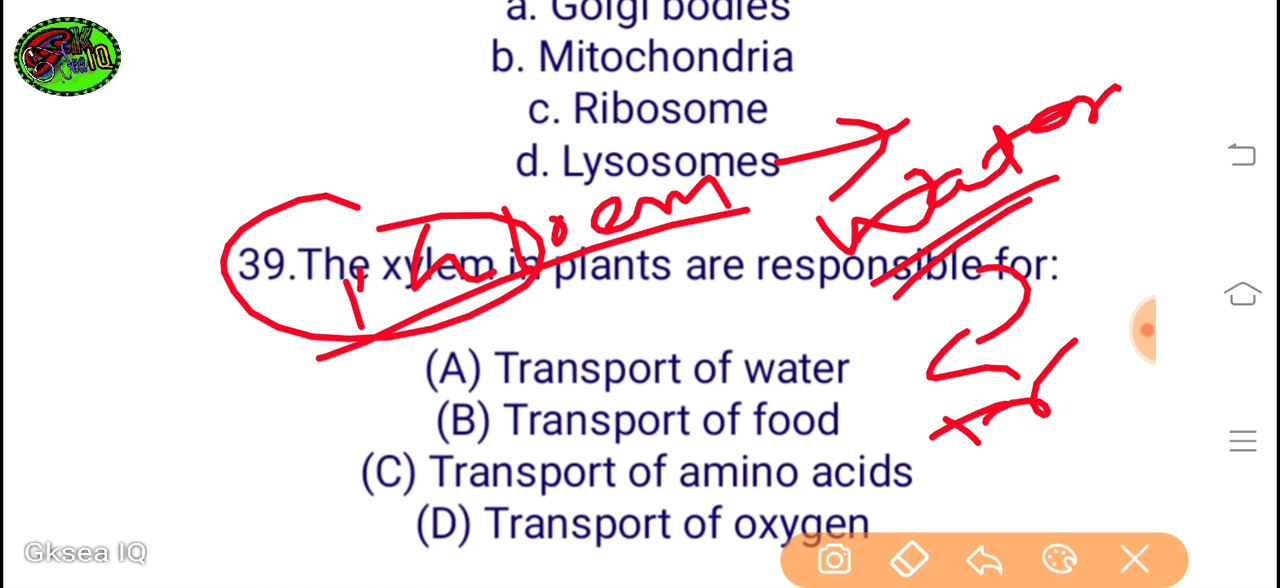 a. Golgi bodies
b. Mitochondria
c. Ribosome
d. Lysosomes
water
39.The xylem in plants are responsible for:
(A) Transport of water
(B) Transport of food
(C) Transport of amino acids
(D) Transport of oxygen
IQ
Gksea IQ